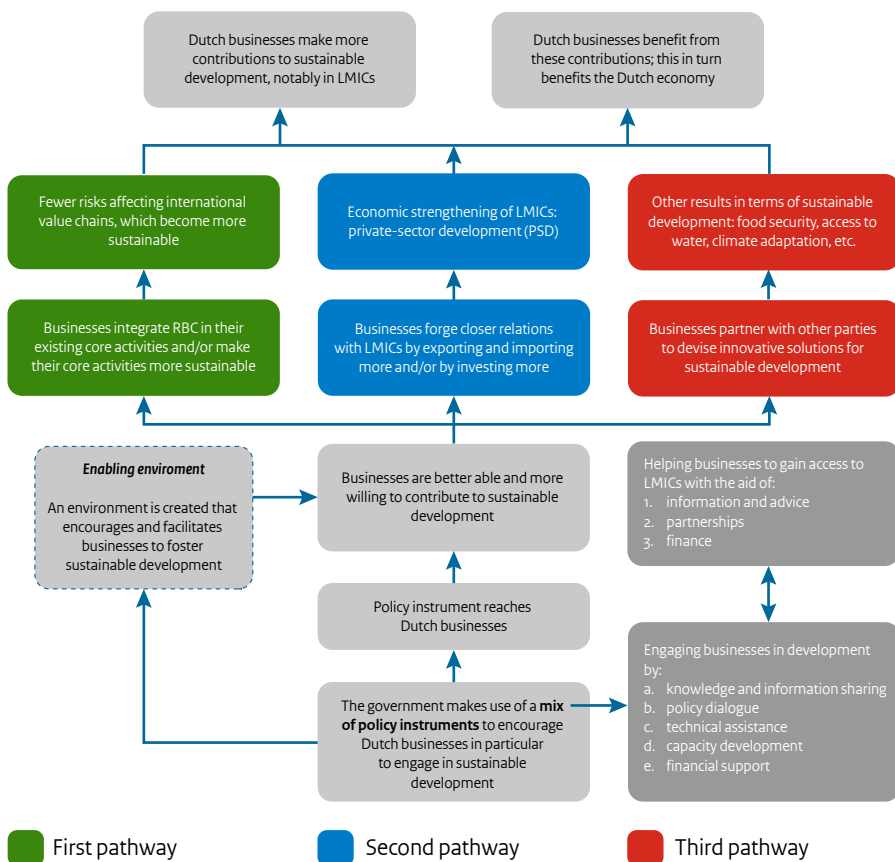 Dutch businesses make more
contributions to sustainable
development, notably in LMICs
Dutch businesses benefit from
these contributions; this in turn
benefits the Dutch economy
Fewer risks affecting international
value chains, which become more
sustainable
Economic strengthening of LMICs:
private-sector development (PSD)
Other results in terms of sustainable
development: food security, access to
water, climate adaptation, etc.
Businesses integrate RBC in their
existing core activities and/or make
their core activities more sustainable
Businesses forge closer relations
with LMICs by exporting and importing
more and/or by investing more
Businesses partner with other parties
to devise innovative solutions for
sustainable development
Enabling enviroment
An environment is created that
encourages and facilitates
businesses to foster
sustainable development
Businesses are better able and more
willing to contribute to sustainable
development
Helping businesses to gain access to
LMICs with the aid of:
1. information and advice
2. partnerships
3. finance
Policy instrument reaches
Dutch businesses
The government makes use of a mix
of policy instruments to encourage
Dutch businesses in particular
to engage in sustainable
development
Engaging businesses in development
by:
a. knowledge and information sharing
b. policy dialogue
c. technical assistance
d. capacity development
e. financial support
First pathway
Second pathway
Third pathway